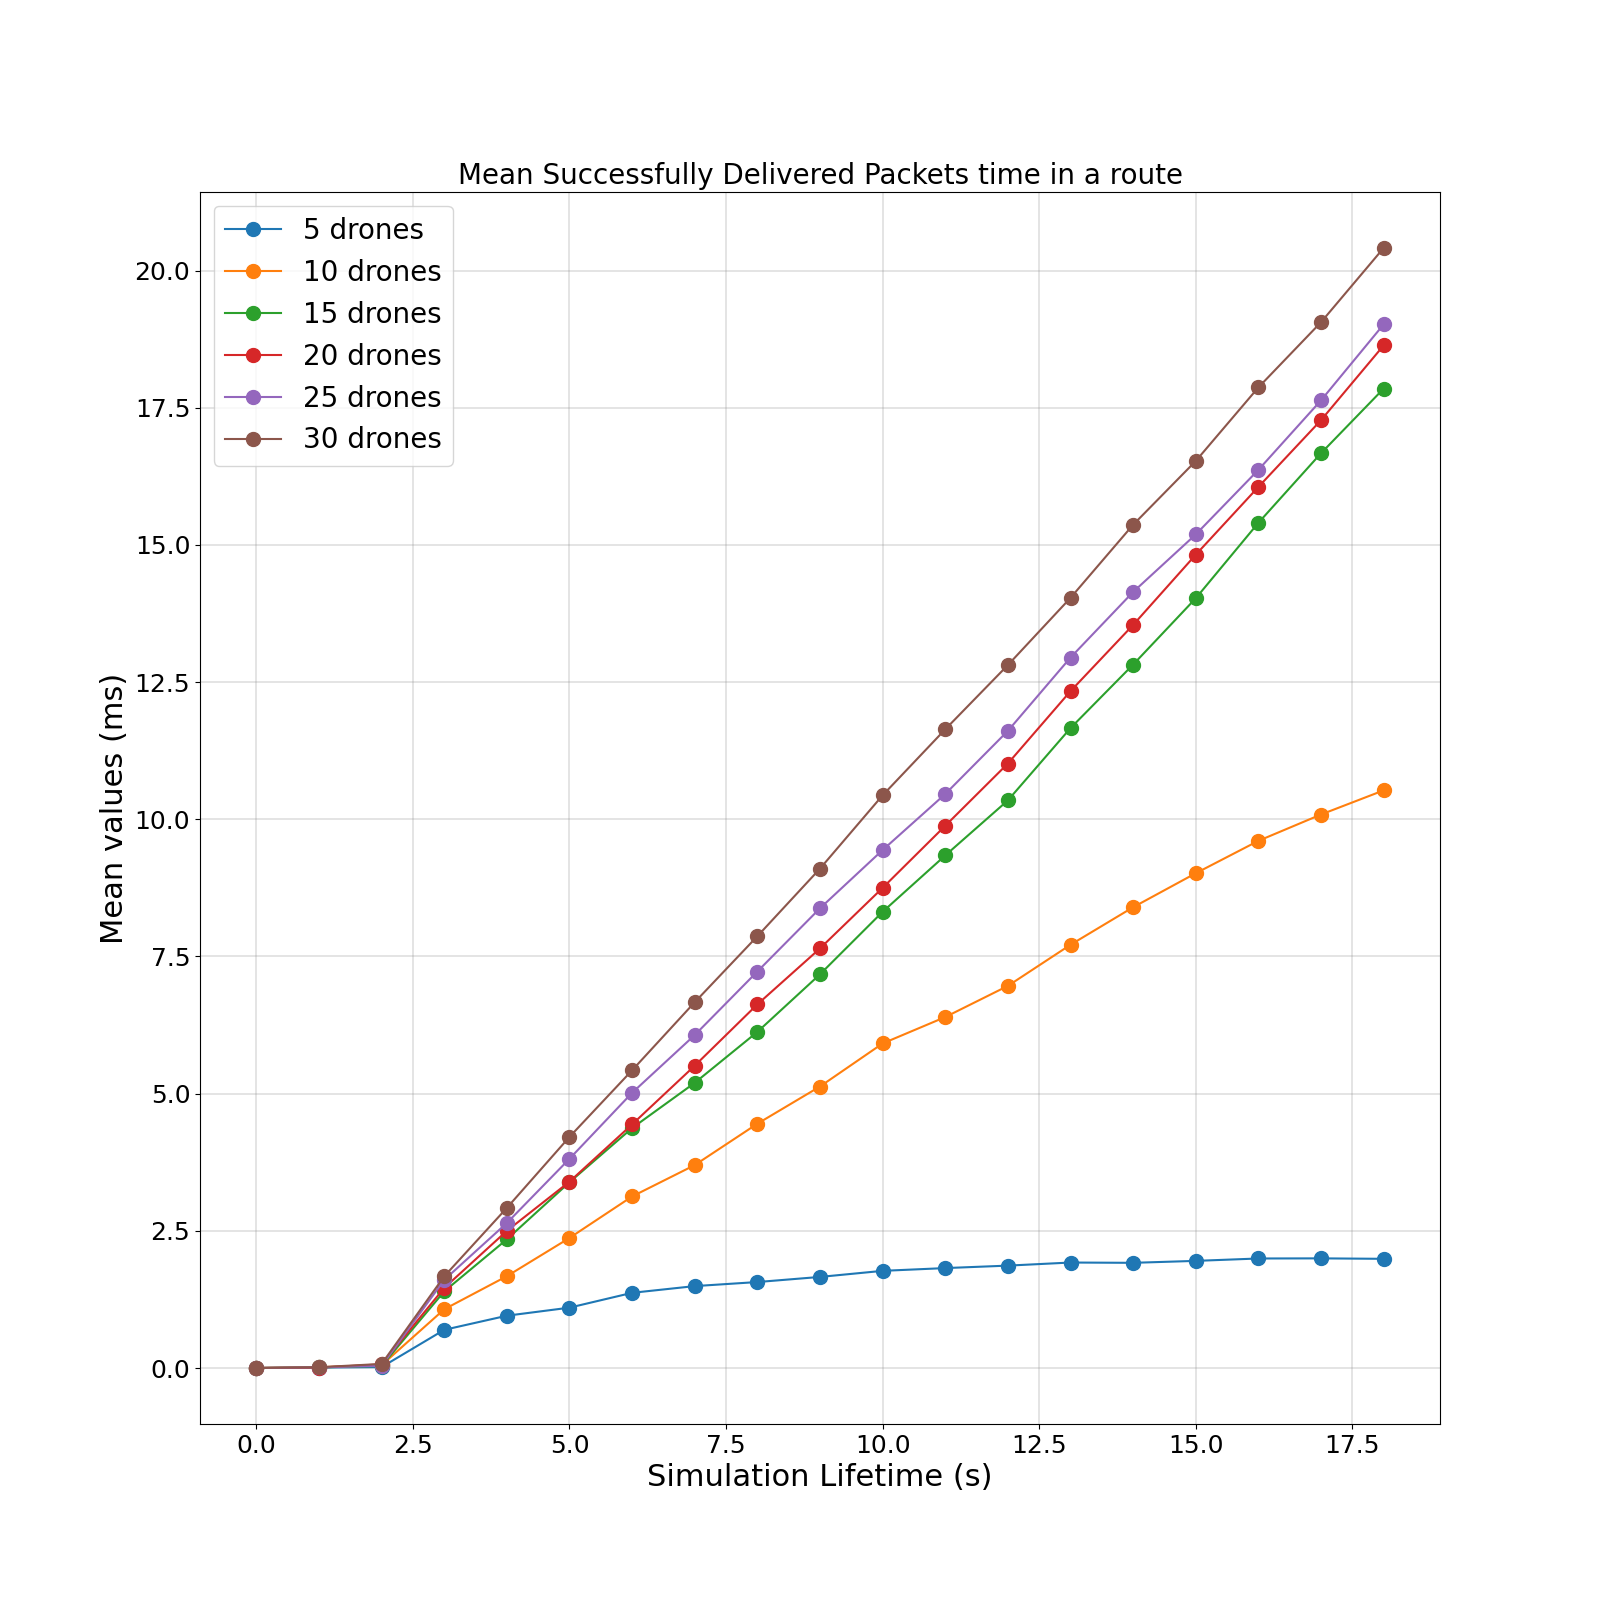 Mean Successfully Delivered Packets time in a route
5 drones
10 drones
15 drones
20 drones
25 drones
30 drones
20.0
17.5
15.0
12.5
10.0
7.5
5.0
2.5
0.0
Mean values (ms)
0.0 2.5 5.0 7.5 10.0 12.5 15.0 17.5
Simulation Lifetime (s)